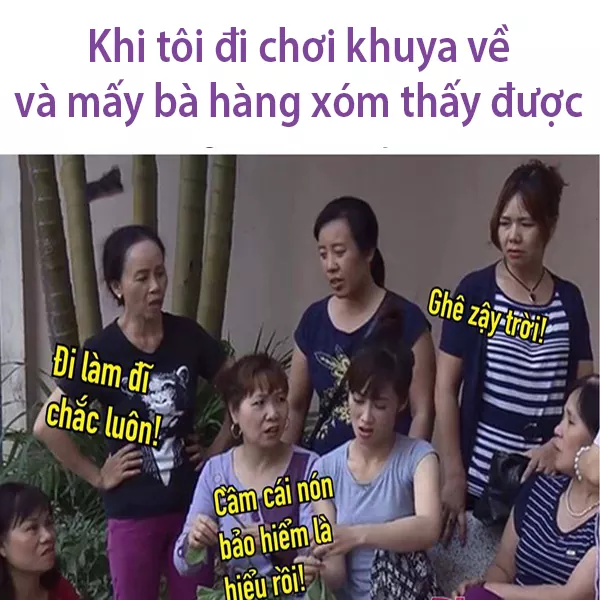 Khi tôi đi chơi khuya về
và mấy bà hàng xóm thấy được
Ghê zậy trời!
Đi làm đĩ
chắc luôn!
Cầm cái nón
bảo hiểm là
hiểu rồi!